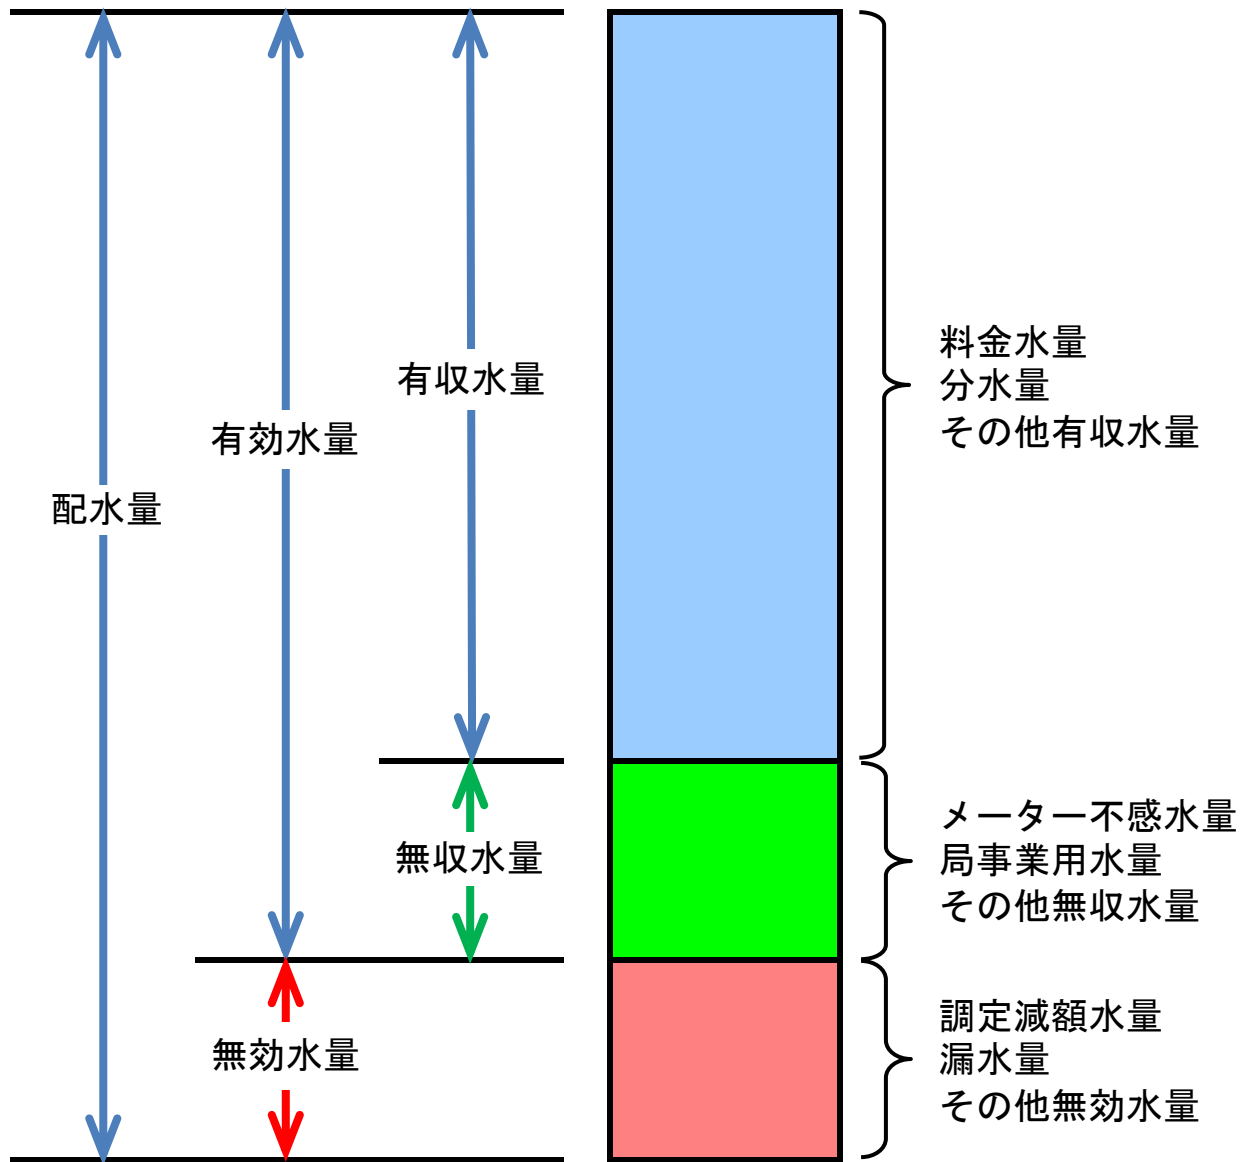 配水量
有効水量
無効水量
有収水量
無収水量
料金水量
分水量
その他有収水量
メーター不感水量
局事業用水量
その他無収水量
調定減額水量
漏水量
その他無効水量